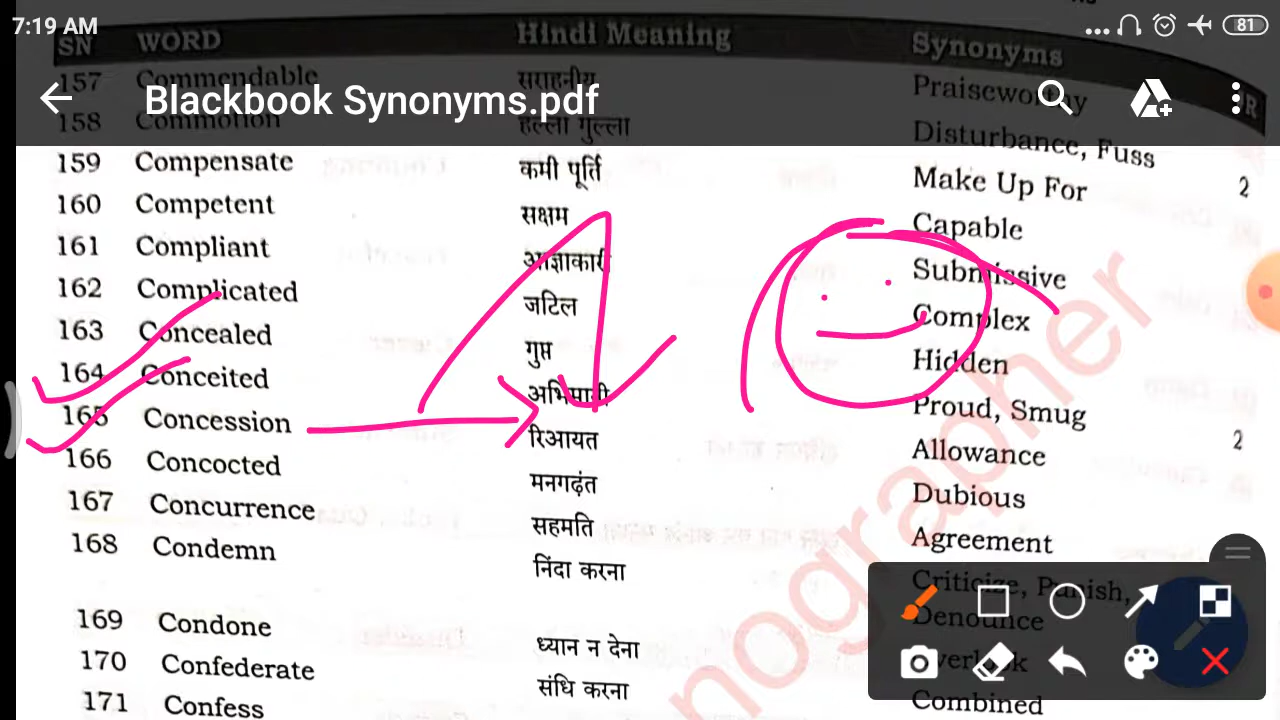 7:19 AM 81
SN WORD Hindi Meaning Synonyms R
157 Commendable सराहनीय Praiseworthy
Blackbook Synonyms.pdf
158 Commotion हल्ला गुल्ला Disturbance, Fuss
159 Compensate कमी पूर्ति Make Up For 2
160 Competent सक्षम Capable
161 Compliant आज्ञाकारी Submissive
162 Complicated जटिल Complex
163 Concealed गुप्त Hidden
164 Conceited अभिमानी Proud, Smug
165 Concession रिआयत Allowance 2
166 Concocted मनगढ़ंत Dubious
167 Concurrence सहमति Agreement
168 Condemn निंदा करना Criticize, Punish,
Denounce
169 Condone ध्यान न देना Overlook
170 Confederate संधि करना Combined
171 Confess
nographer